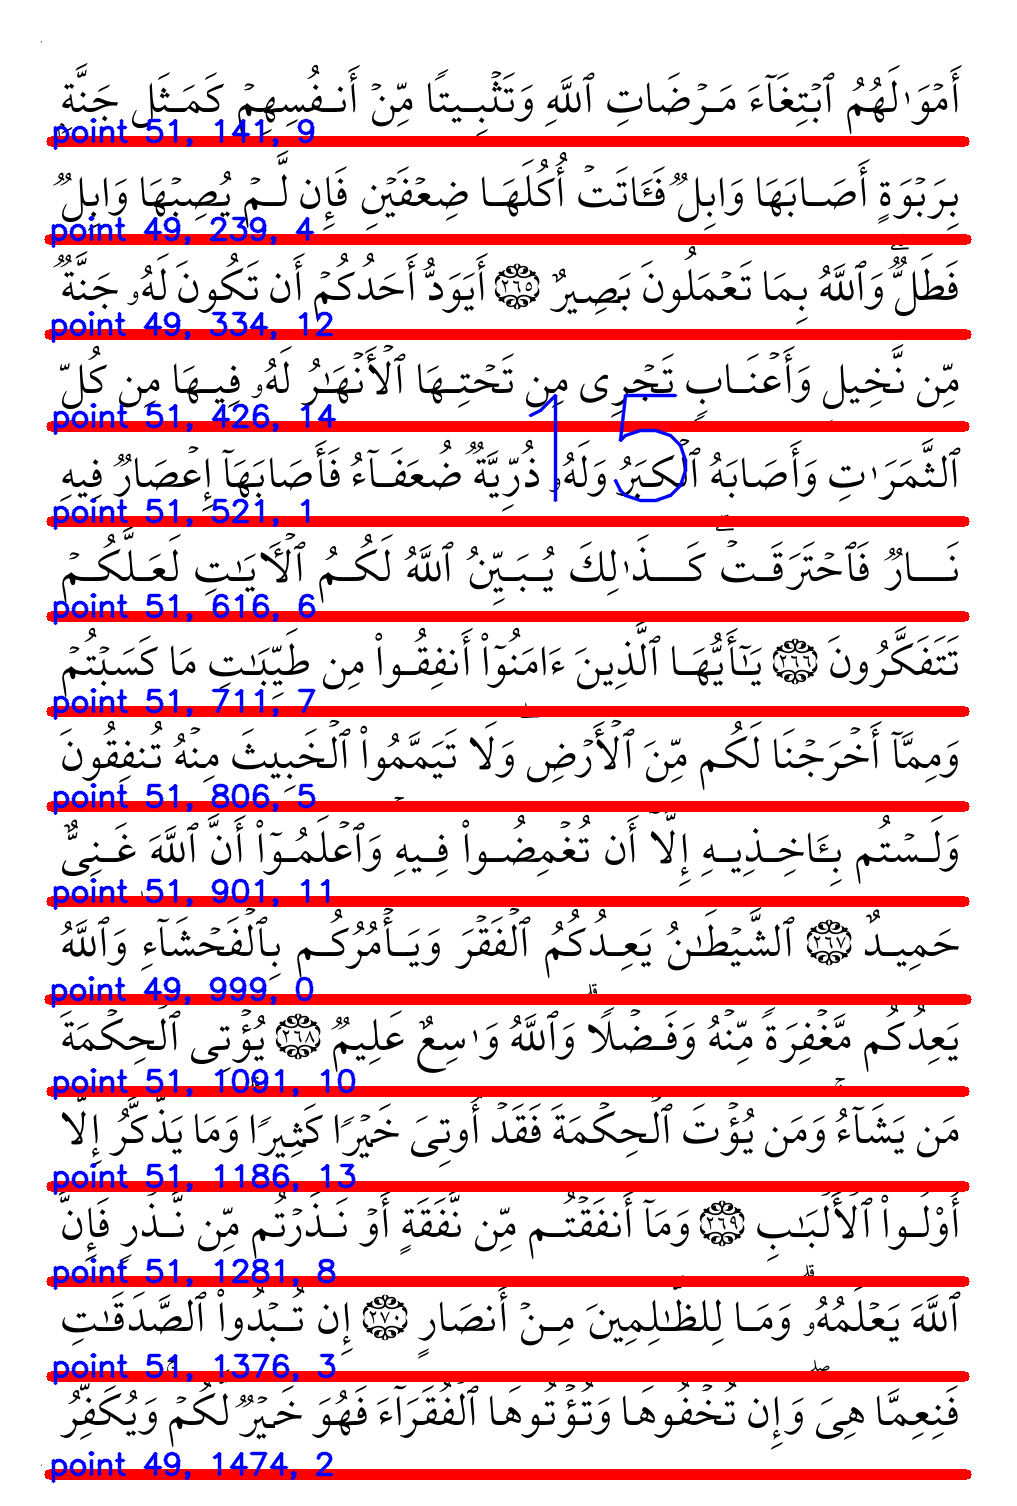 أَمۡوَٰلَهُمُ ٱبۡتِغَآءَ مَرۡضَاتِ ٱللَّهِ وَتَثۡبِيتٗا مِّنۡ أَنفُسِهِمۡ كَمَثَلِ جَنَّةِۭ
point 51, 141, 9
بِرَبۡوَةٍ أَصَابَهَا وَابِلٞ فَـَٔاتَتۡ أُكُلَهَا ضِعۡفَيۡنِ فَإِن لَّمۡ يُصِبۡهَا وَابِلٞ
point 49, 239, 4
فَطَلّٞۗ وَٱللَّهُ بِمَا تَعۡمَلُونَ بَصِيرٌ ٢٦٥ أَيَوَدُّ أَحَدُكُمۡ أَن تَكُونَ لَهُۥ جَنَّةٞ
point 49, 334, 12
مِّن نَّخِيلٖ وَأَعۡنَابٖ تَجۡرِي مِن تَحۡتِهَا ٱلۡأَنۡهَٰرُ لَهُۥ فِيهَا مِن كُلِّ
point 51, 426, 14
15
ٱلثَّمَرَٰتِ وَأَصَابَهُ ٱلۡكِبَرُ وَلَهُۥ ذُرِّيَّةٞ ضُعَفَآءُ فَأَصَابَهَآ إِعۡصَارٞ فِيهِ
point 51, 521, 1
نَارٞ فَٱحۡتَرَقَتۡۗ كَذَٰلِكَ يُبَيِّنُ ٱللَّهُ لَكُمُ ٱلۡأٓيَٰتِ لَعَلَّكُمۡ
point 51, 616, 6
تَتَفَكَّرُونَ ٢٦٦ يَٰٓأَيُّهَا ٱلَّذِينَ ءَامَنُوٓاْ أَنفِقُواْ مِن طَيِّبَٰتِ مَا كَسَبۡتُمۡ
point 51, 711, 7
وَمِمَّآ أَخۡرَجۡنَا لَكُم مِّنَ ٱلۡأَرۡضِۖ وَلَا تَيَمَّمُواْ ٱلۡخَبِيثَ مِنۡهُ تُنفِقُونَ
point 51, 806, 5
وَلَسۡتُم بِـَٔاخِذِيهِ إِلَّآ أَن تُغۡمِضُواْ فِيهِۚ وَٱعۡلَمُوٓاْ أَنَّ ٱللَّهَ غَنِيٌّ
point 51, 901, 11
حَمِيدٌ ٢٦٧ ٱلشَّيۡطَٰنُ يَعِدُكُمُ ٱلۡفَقۡرَ وَيَأۡمُرُكُم بِٱلۡفَحۡشَآءِۖ وَٱللَّهُ
point 49, 999, 0
يَعِدُكُم مَّغۡفِرَةٗ مِّنۡهُ وَفَضۡلٗاۗ وَٱللَّهُ وَٰسِعٌ عَلِيمٞ ٢٦٨ يُؤۡتِي ٱلۡحِكۡمَةَ
point 51, 1091, 10
مَن يَشَآءُۚ وَمَن يُؤۡتَ ٱلۡحِكۡمَةَ فَقَدۡ أُوتِيَ خَيۡرٗا كَثِيرٗاۗ وَمَا يَذَّكَّرُ إِلَّآ
point 51, 1186, 13
أُوْلُواْ ٱلۡأَلۡبَٰبِ ٢٦٩ وَمَآ أَنفَقۡتُم مِّن نَّفَقَةٍ أَوۡ نَذَرۡتُم مِّن نَّذۡرٖ فَإِنَّ
point 51, 1281, 8
ٱللَّهَ يَعۡلَمُهُۥۗ وَمَا لِلظَّٰلِمِينَ مِنۡ أَنصَارٍ ٢٧٠ إِن تُبۡدُواْ ٱلصَّدَقَٰتِ
point 51, 1376, 3
فَنِعِمَّا هِيَۖ وَإِن تُخۡفُوهَا وَتُؤۡتُوهَا ٱلۡفُقَرَآءَ فَهُوَ خَيۡرٞ لَّكُمۡۚ وَيُكَفِّرُ
point 49, 1474, 2